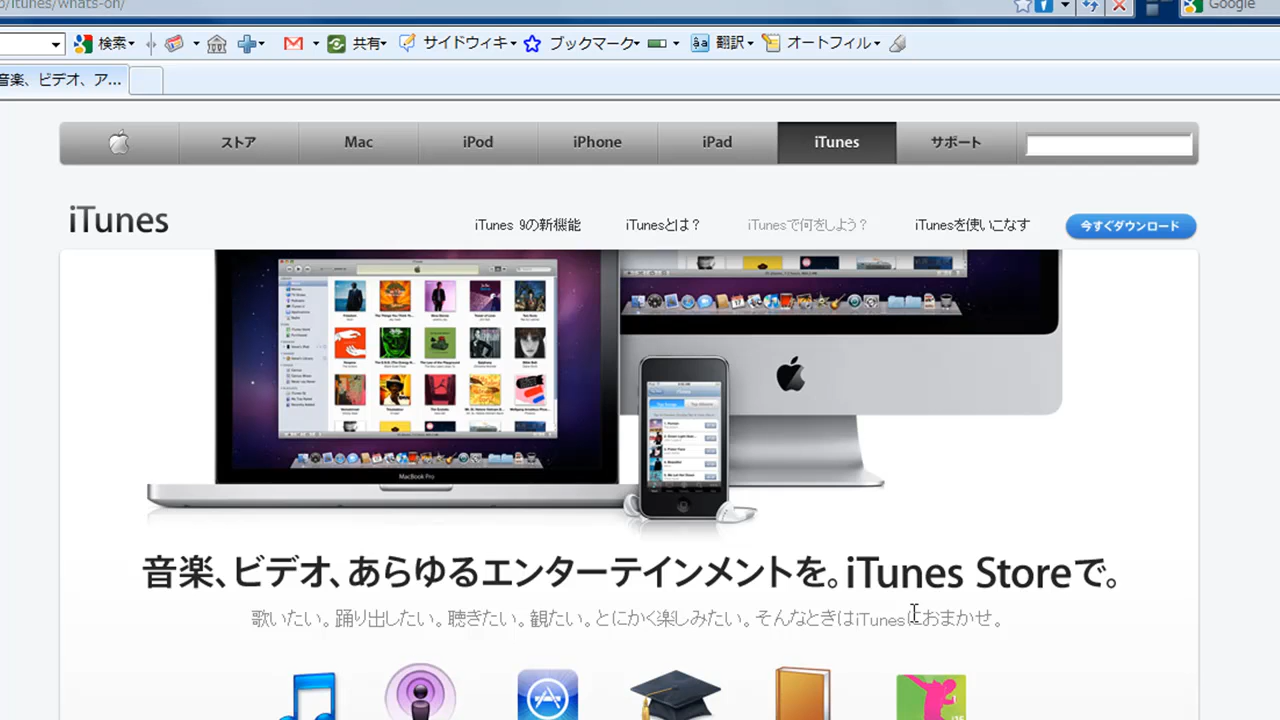 /itunes/whats-on/
Google
検索 共有 サイドウィキ ブックマーク 翻訳 オートフィル
音楽、ビデオ、ア...
ストア Mac iPod iPhone iPad iTunes サポート
iTunes
iTunes 9の新機能 iTunesとは？ iTunesで何をしよう？ iTunesを使いこなす 今すぐダウンロード
MacBook Pro
音楽、ビデオ、あらゆるエンターテインメントを。iTunes Storeで。
歌いたい。踊り出したい。聴きたい。観たい。とにかく楽しみたい。そんなときはiTunesにおまかせ。